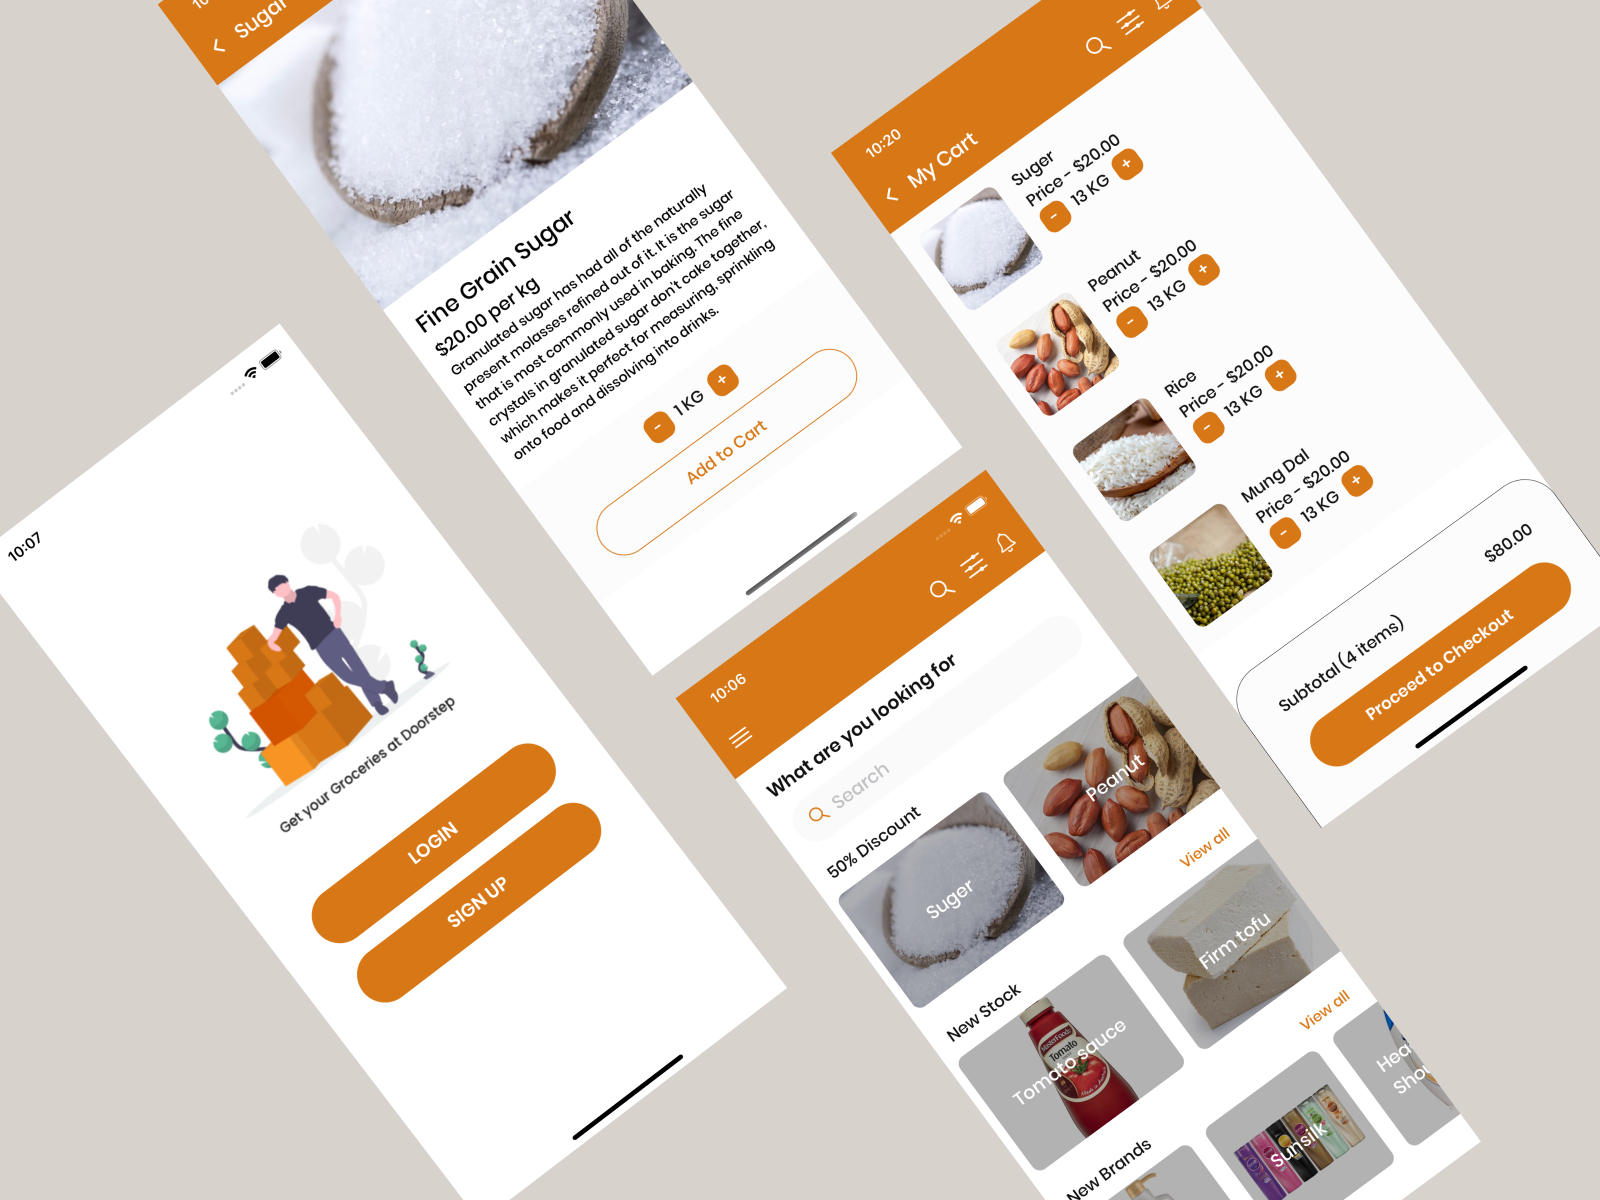 10:07
Get your Groceries at Doorstep
LOGIN
SIGN UP
Sugar
Fine Grain Sugar
$20.00 per kg
Granulated sugar has had all of the naturally
present molasses refined out of it. It is the sugar
that is most commonly used in baking. The fine
crystals in granulated sugar don't cake together,
which makes it perfect for measuring, sprinkling
onto food and dissolving into drinks.
- 1 KG +
Add to Cart
10:06
What are you looking for
Search
50% Discount
Suger
Peanut
View all
New Stock
Tomato sauce
MisterFoods
Tomato
Firm tofu
View all
New Brands
Sunsilk
10:20
My Cart
Suger
Price - $20.00
- 13 KG +
Peanut
Price - $20.00
- 13 KG +
Rice
Price - $20.00
- 13 KG +
Mung Dal
Price - $20.00
- 13 KG +
Subtotal (4 items)
$80.00
Proceed to Checkout